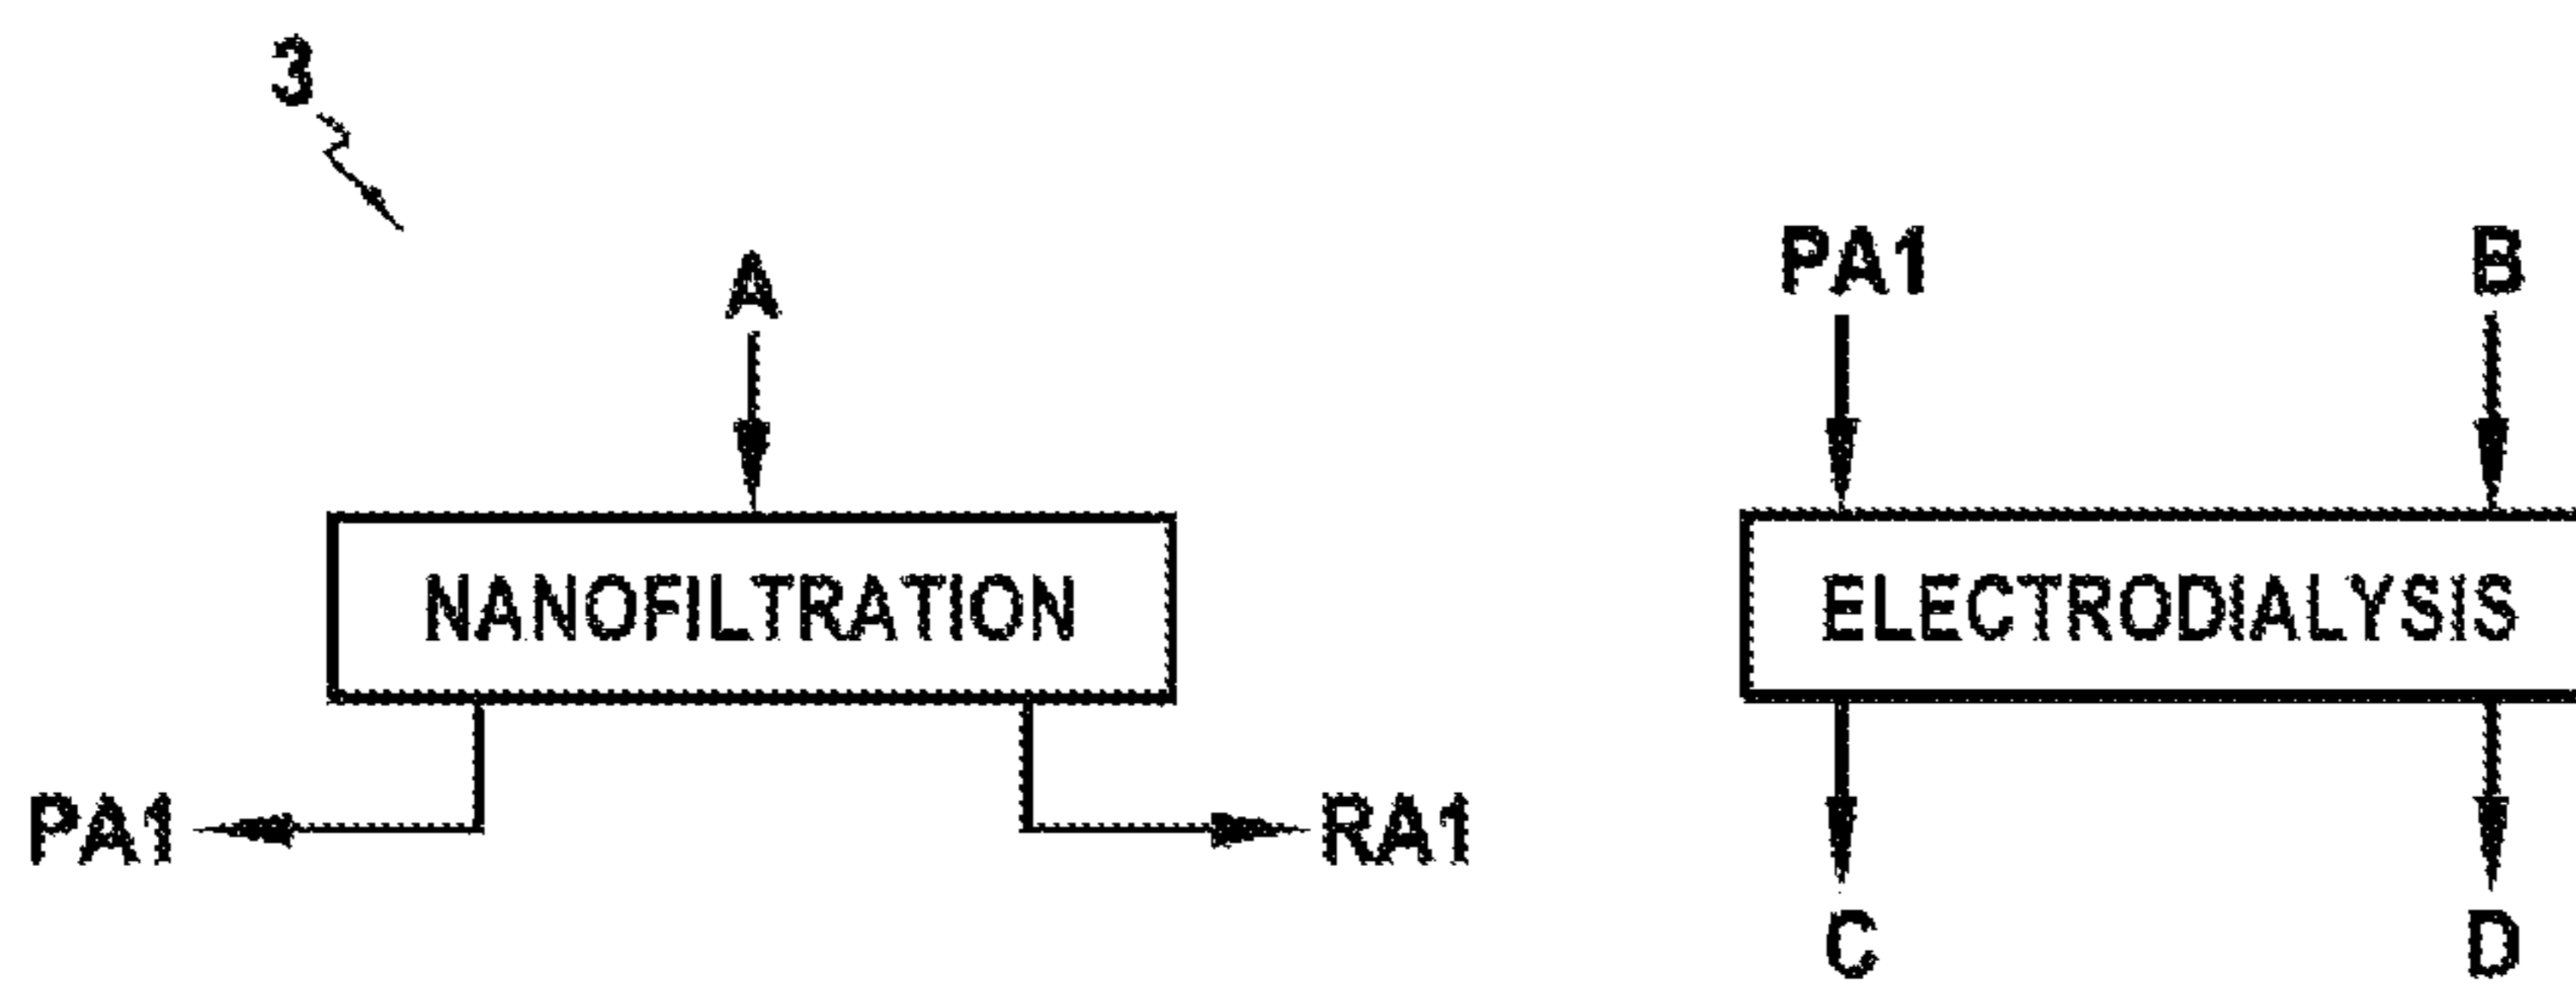 3
A
PA1 B
NANOFILTRATION
ELECTRODIALYSIS
PA1 RA1
C D